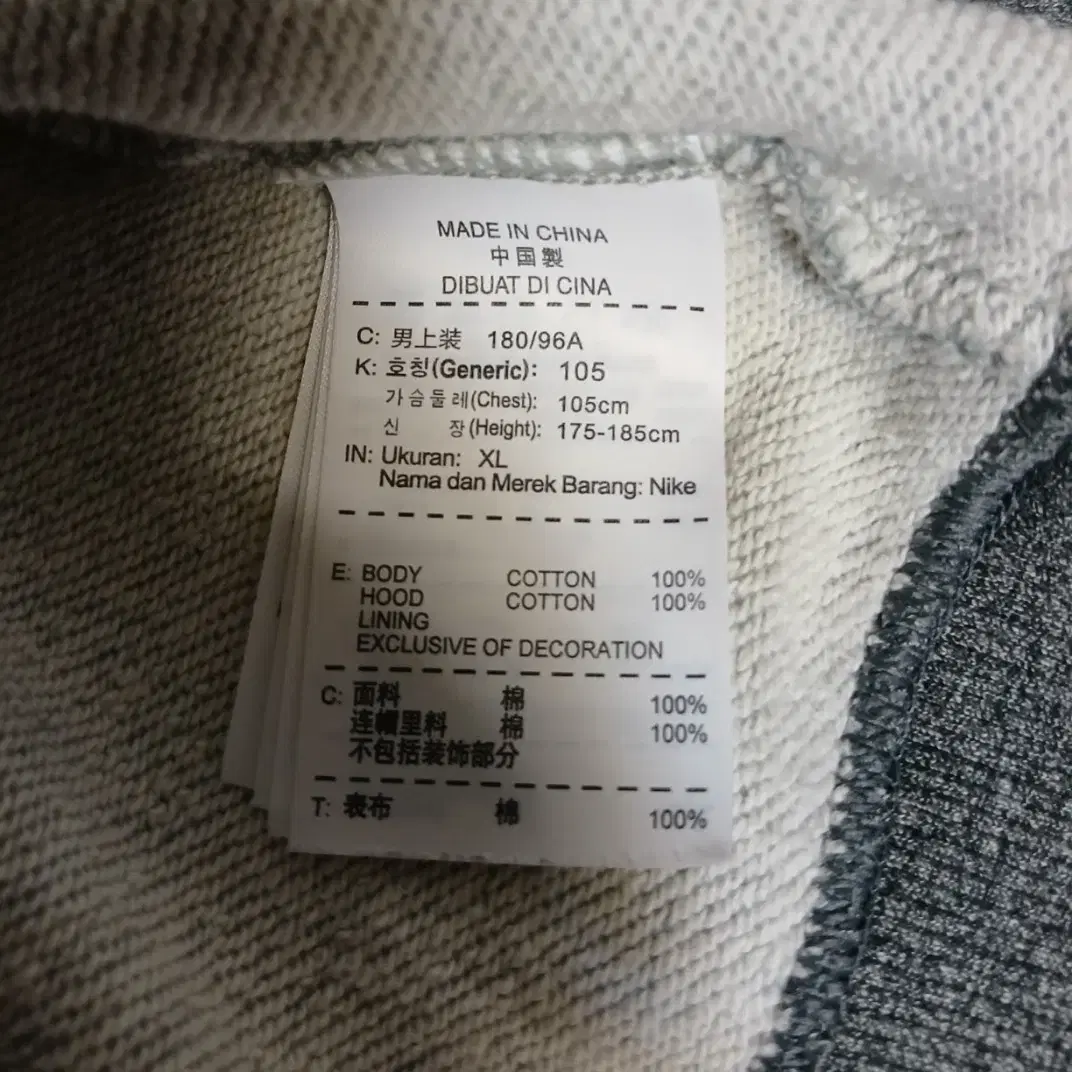 MADE IN CHINA
中国製
DIBUAT DI CINA
C: 男上装 180/96A
K: 호칭(Generic): 105
가슴둘레(Chest): 105cm
신 장(Height): 175-185cm
IN: Ukuran: XL
Nama dan Merek Barang: Nike
E: BODY COTTON 100%
HOOD COTTON 100%
LINING
EXCLUSIVE OF DECORATION
C: 面料 棉 100%
连帽里料 棉 100%
不包括装饰部分
T: 表布 棉 100%